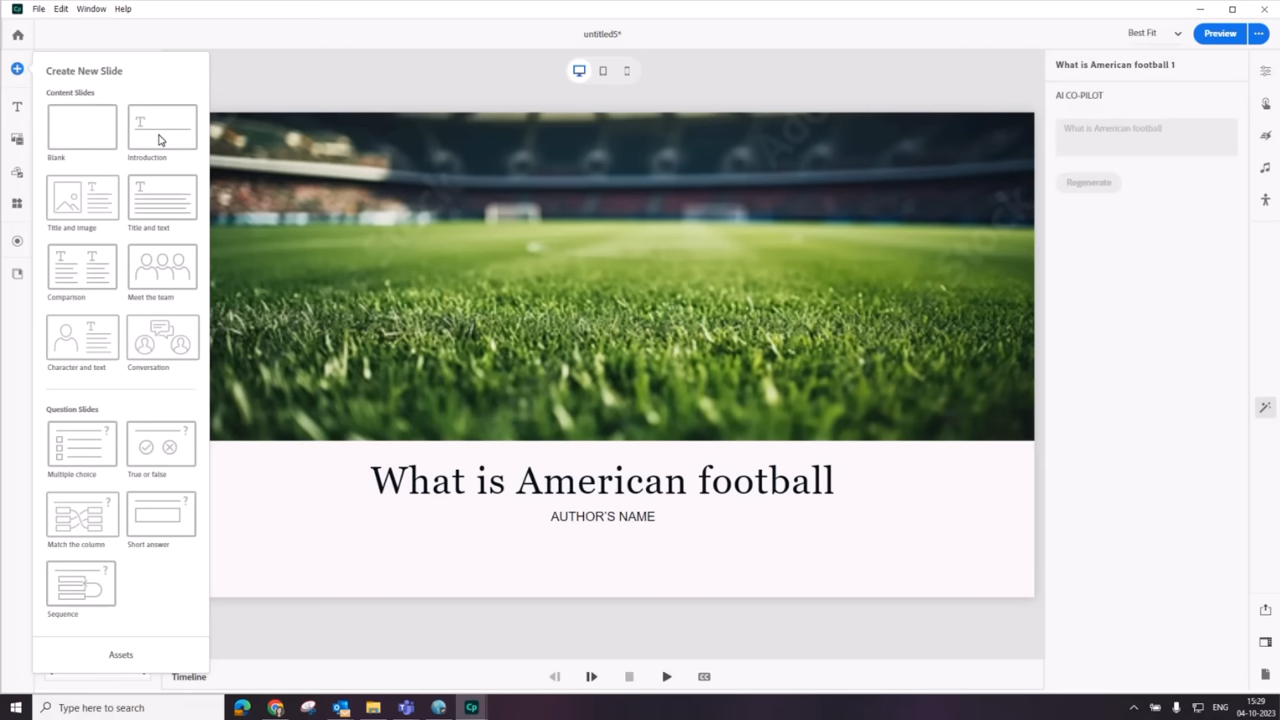 Cp File Edit Window Help
untitled5*
Best Fit
Preview
Create New Slide
Content Slides
Blank
Introduction
Title and image
Title and text
Comparison
Meet the team
Character and text
Conversation
Question Slides
Multiple choice
True or false
Match the column
Short answer
Sequence
Assets
What is American football
AUTHOR'S NAME
Timeline
What is American football 1
AI CO-PILOT
What is American football
Regenerate
Type here to search
Cp
ENG
15:29
04-10-2023